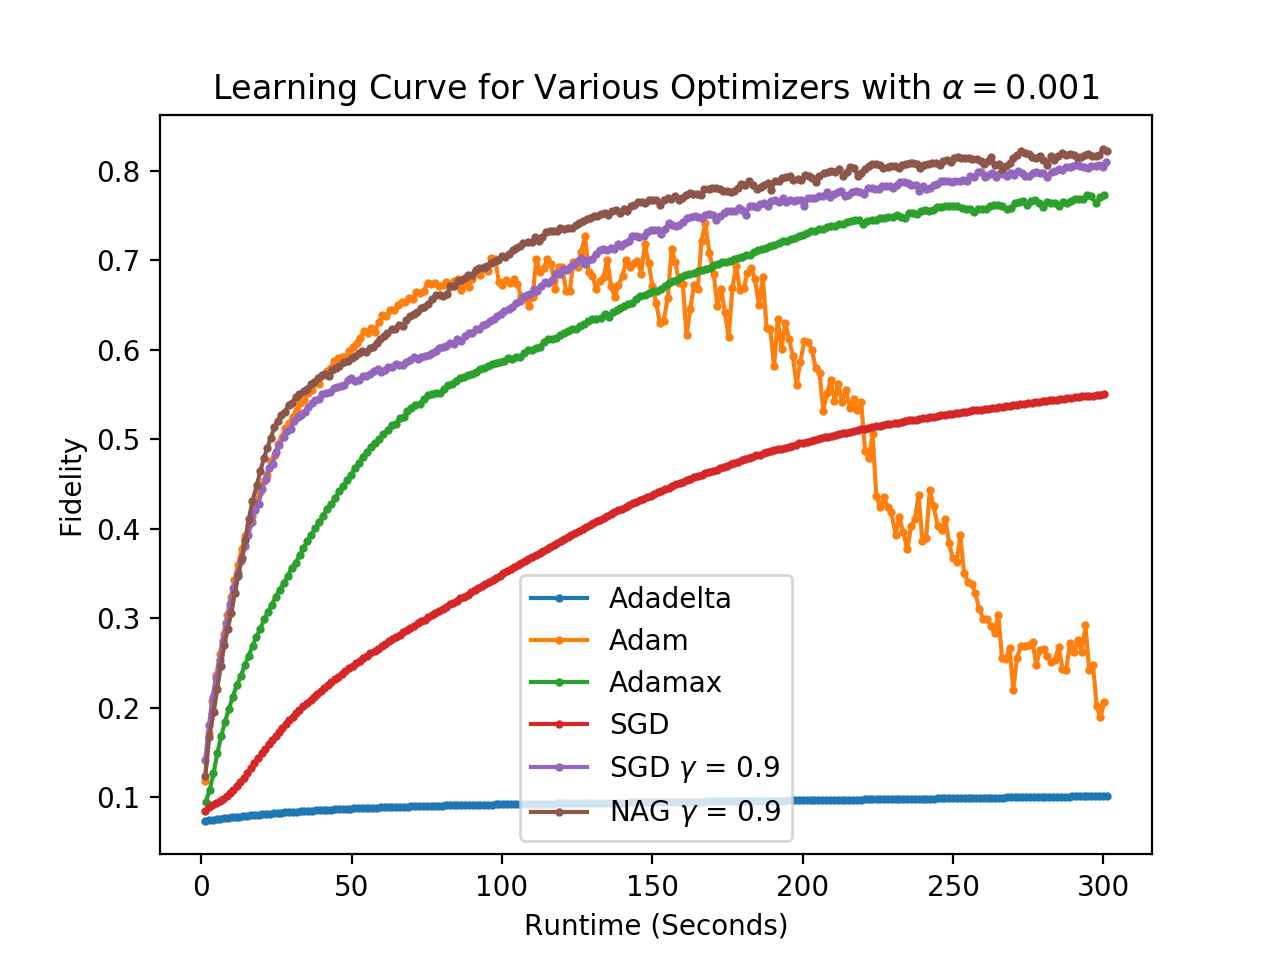 Learning Curve for Various Optimizers with α = 0.001
Fidelity
0.8
0.7
0.6
0.5
0.4
0.3
0.2
0.1
Adadelta
Adam
Adamax
SGD
SGD γ = 0.9
NAG γ = 0.9
0 50 100 150 200 250 300
Runtime (Seconds)